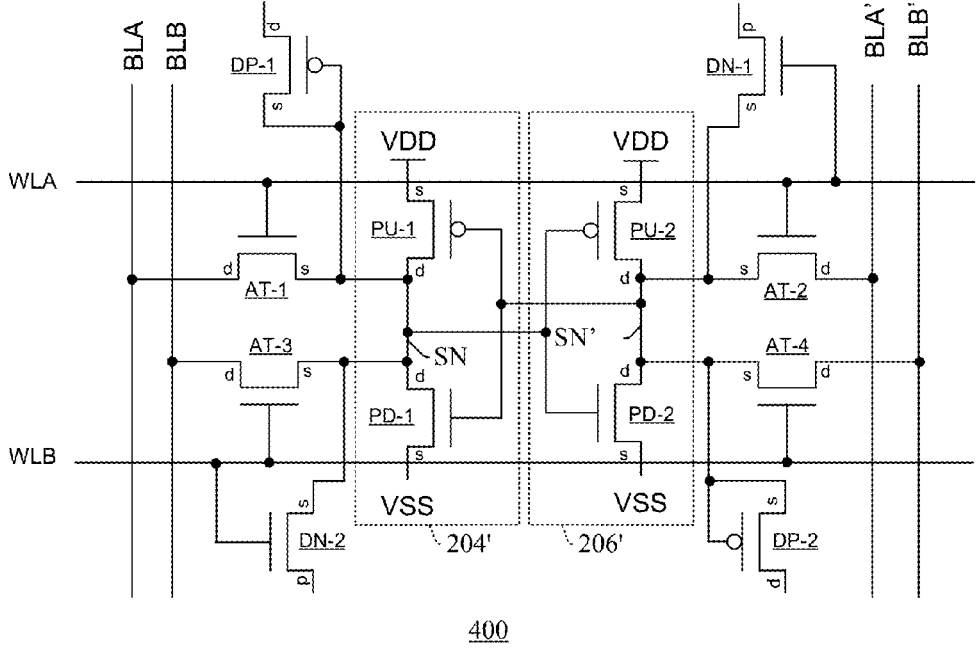 BLA
BLB
d
DP-1
s
d
DN-1
s
BLA'
BLB'
VDD
VDD
WLA
s
s
PU-1
PU-2
d
d
d
s
s
d
AT-1
AT-2
AT-3
SN
SN'
AT-4
d
s
d
d
s
d
PD-1
PD-2
WLB
s
s
VSS
VSS
s
s
DN-2
204'
206'
DP-2
d
d
400